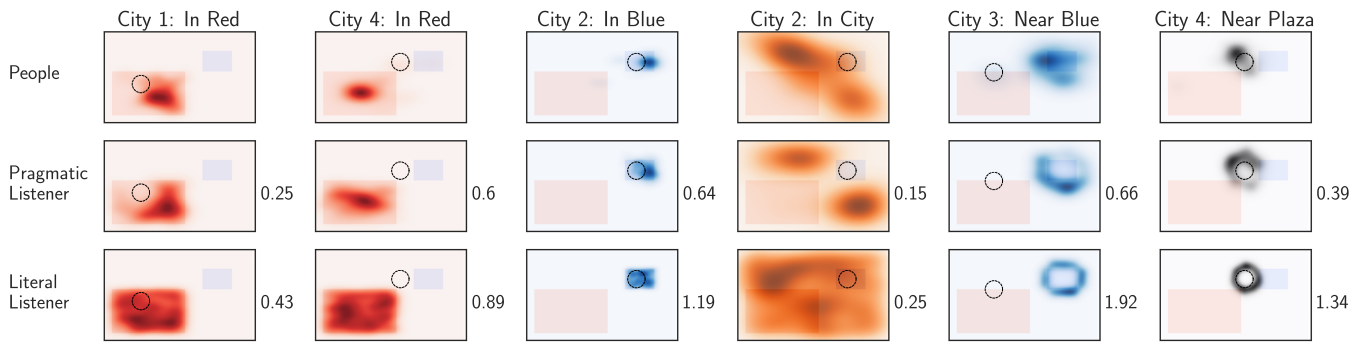 City 1: In Red
City 4: In Red
City 2: In Blue
City 2: In City
City 3: Near Blue
City 4: Near Plaza
People
Pragmatic
Listener
0.25
0.6
0.64
0.15
0.66
0.39
Literal
Listener
0.43
0.89
1.19
0.25
1.92
1.34